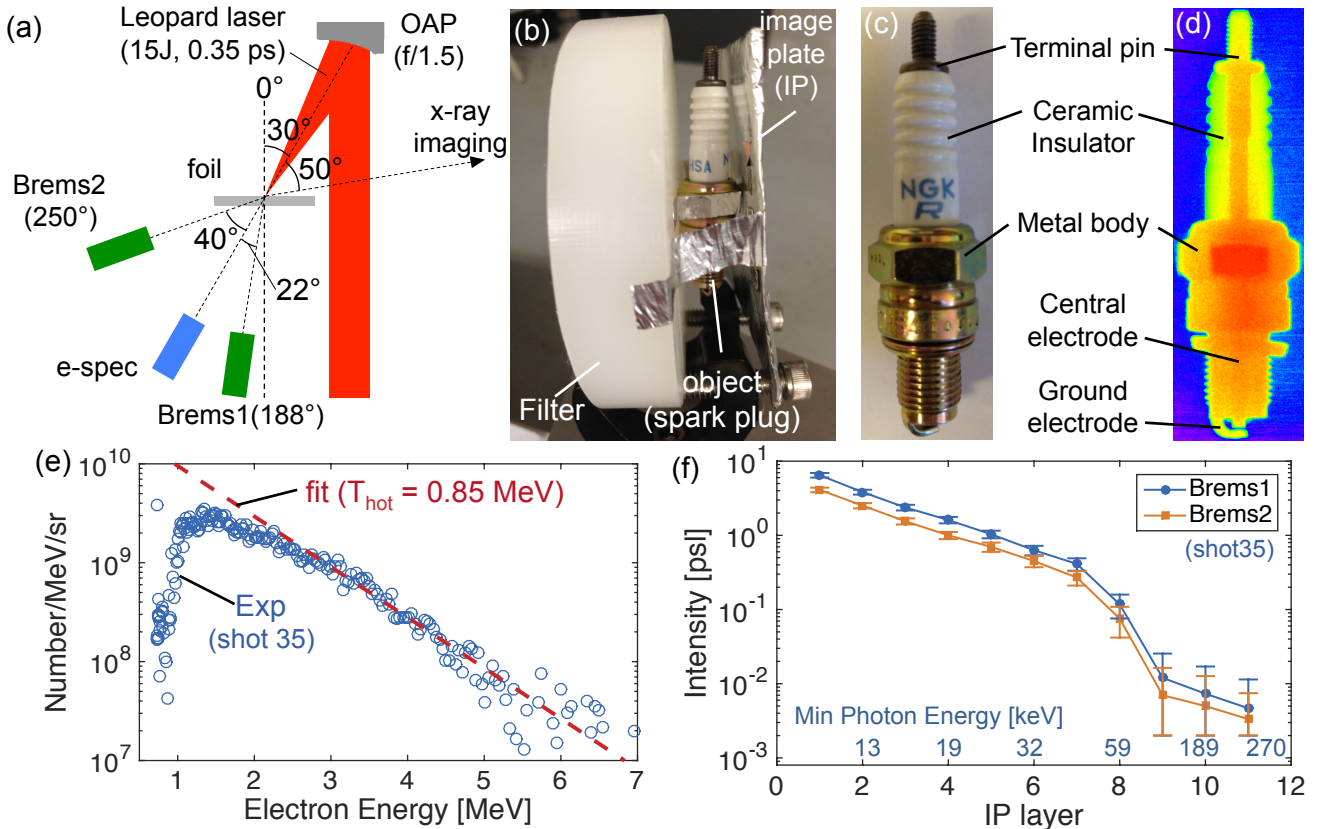 (a)
Leopard laser
(15J, 0.35 ps)
OAP
(f/1.5)
0°
30°
50°
x-ray
imaging
foil
Brems2
(250°)
40°
22°
e-spec
Brems1(188°)
(b)
image
plate
(IP)
HSA
N
Filter
object
(spark plug)
(c)
NGK
R
(d)
Terminal pin
Ceramic
Insulator
Metal body
Central
electrode
Ground
electrode
(e)
fit (T_hot = 0.85 MeV)
Exp
(shot 35)
Number/MeV/sr
10^10
10^9
10^8
10^7
1 2 3 4 5 6 7
Electron Energy [MeV]
(f)
Brems1
Brems2
(shot35)
Intensity [psl]
10^1
10^0
10^-1
10^-2
10^-3
Min Photon Energy [keV]
13 19 32 59 189 270
0 2 4 6 8 10 12
IP layer